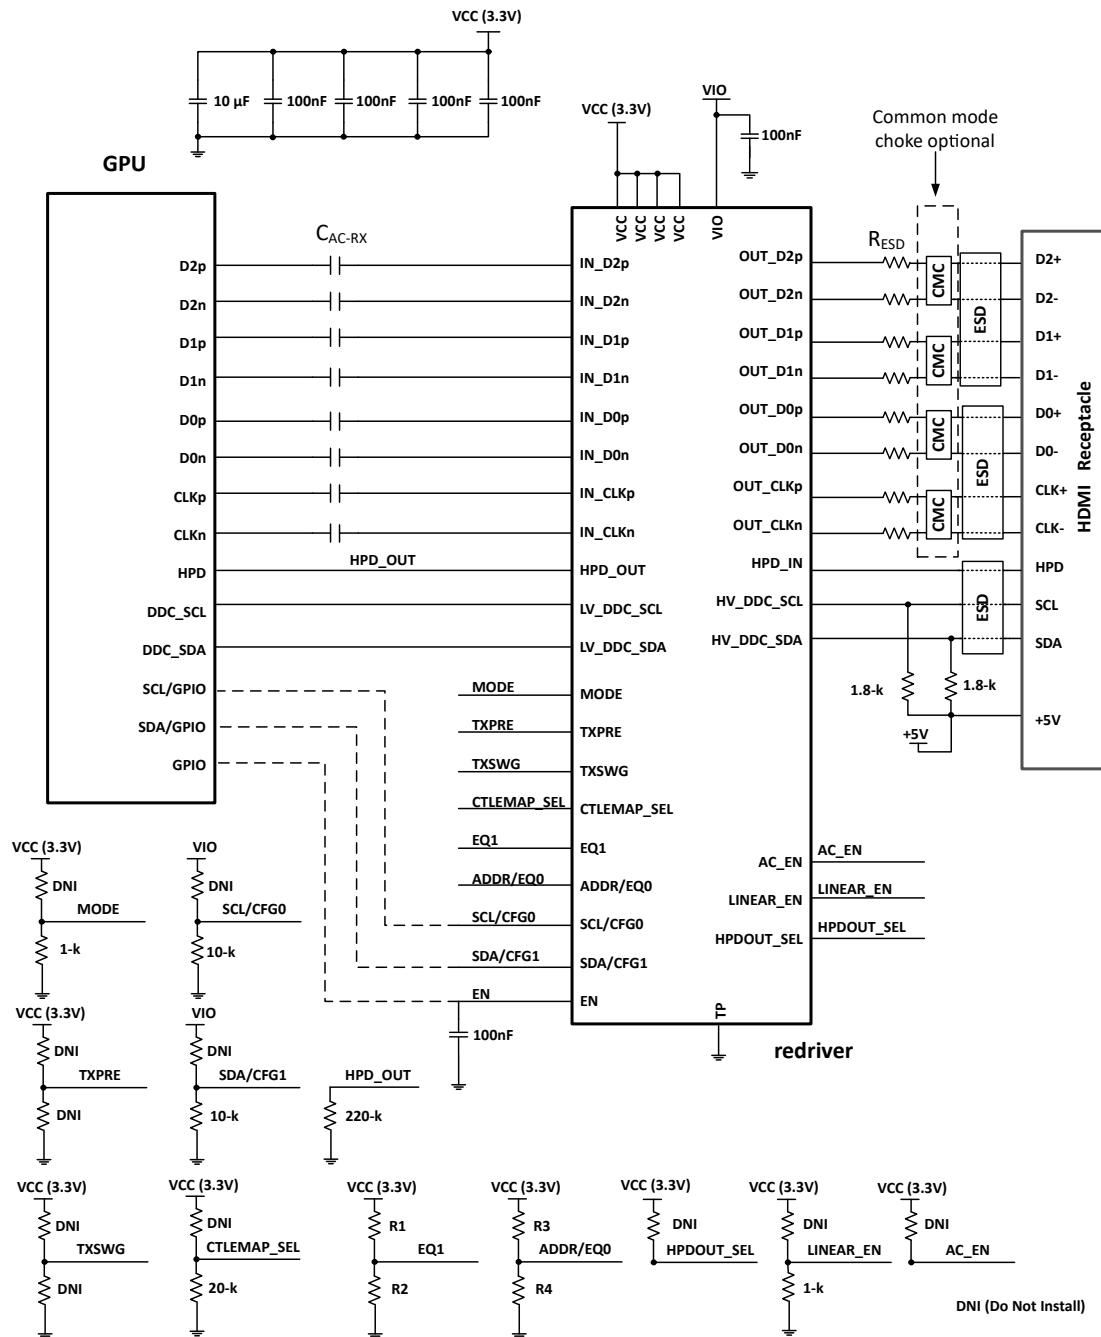 VCC (3.3V)
10 µF
100nF
100nF
100nF
100nF
VCC (3.3V)
VIO
100nF
Common mode
choke optional
GPU
VCC
VCC
VCC
VCC
VIO
CAC-RX
RESD
D2p
IN_D2p
OUT_D2p
CMC
D2+
D2n
IN_D2n
OUT_D2n
ESD
D2-
D1p
IN_D1p
OUT_D1p
CMC
D1+
D1n
IN_D1n
OUT_D1n
D1-
D0p
IN_D0p
OUT_D0p
CMC
D0+
D0n
IN_D0n
OUT_D0n
ESD
D0-
CLKp
IN_CLKp
OUT_CLKp
CMC
CLK+
CLKn
IN_CLKn
OUT_CLKn
CLK-
HDMI Receptacle
HPD
HPD_OUT
HPD_OUT
HPD_IN
HPD
DDC_SCL
LV_DDC_SCL
HV_DDC_SCL
ESD
SCL
DDC_SDA
LV_DDC_SDA
HV_DDC_SDA
SDA
SCL/GPIO
MODE
MODE
1.8-k
1.8-k
SDA/GPIO
TXPRE
TXPRE
+5V
+5V
GPIO
TXSWG
TXSWG
CTLEMAP_SEL
CTLEMAP_SEL
EQ1
EQ1
AC_EN
AC_EN
ADDR/EQ0
ADDR/EQ0
LINEAR_EN
LINEAR_EN
SCL/CFG0
SCL/CFG0
HPDOUT_SEL
HPDOUT_SEL
SDA/CFG1
SDA/CFG1
EN
EN
TP
100nF
redriver
VCC (3.3V)
DNI
MODE
1-k
VIO
DNI
SCL/CFG0
10-k
VCC (3.3V)
DNI
TXPRE
DNI
VIO
DNI
SDA/CFG1
10-k
HPD_OUT
220-k
VCC (3.3V)
DNI
TXSWG
DNI
VCC (3.3V)
DNI
CTLEMAP_SEL
20-k
VCC (3.3V)
R1
EQ1
R2
VCC (3.3V)
R3
ADDR/EQ0
R4
VCC (3.3V)
DNI
HPDOUT_SEL
VCC (3.3V)
DNI
LINEAR_EN
1-k
VCC (3.3V)
DNI
AC_EN
DNI (Do Not Install)